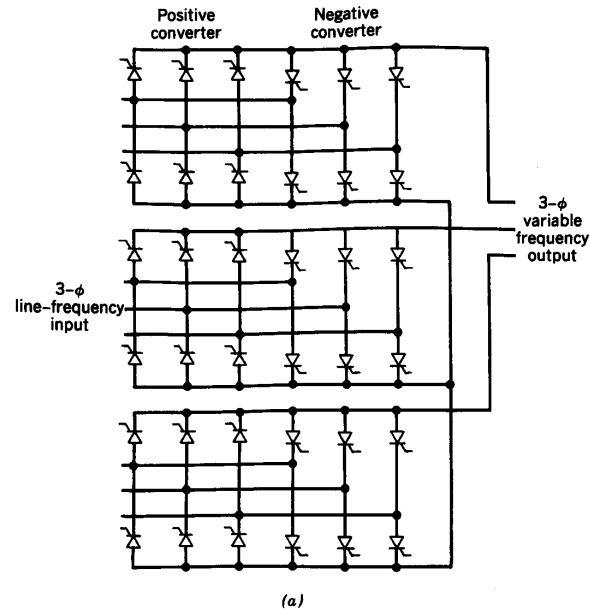 Positive
converter
Negative
converter
3-ϕ
line-frequency
input
3-ϕ
variable
frequency
output
(a)